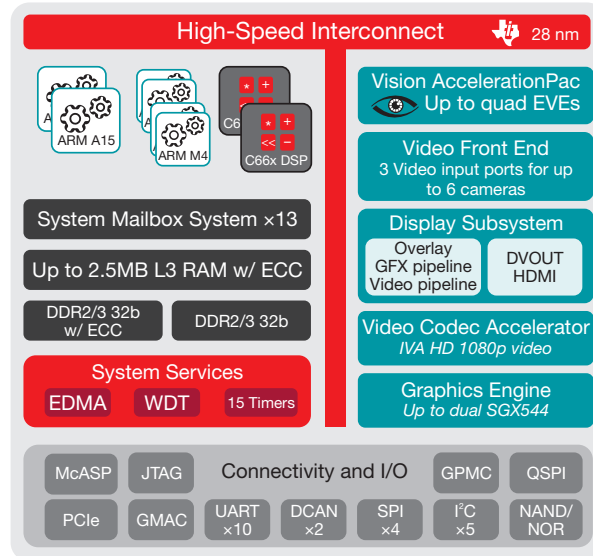 High-Speed Interconnect
28 nm
ARM A15
ARM M4
* +
<< −
C66x DSP
Vision AccelerationPac
Up to quad EVEs
Video Front End
3 Video input ports for up
to 6 cameras
System Mailbox System ×13
Up to 2.5MB L3 RAM w/ ECC
DDR2/3 32b
w/ ECC
DDR2/3 32b
Display Subsystem
Overlay
GFX pipeline
Video pipeline
DVOUT
HDMI
Video Codec Accelerator
IVA HD 1080p video
System Services
EDMA
WDT
15 Timers
Graphics Engine
Up to dual SGX544
McASP
JTAG
Connectivity and I/O
GPMC
QSPI
PCIe
GMAC
UART
×10
DCAN
×2
SPI
×4
I²C
×5
NAND/
NOR